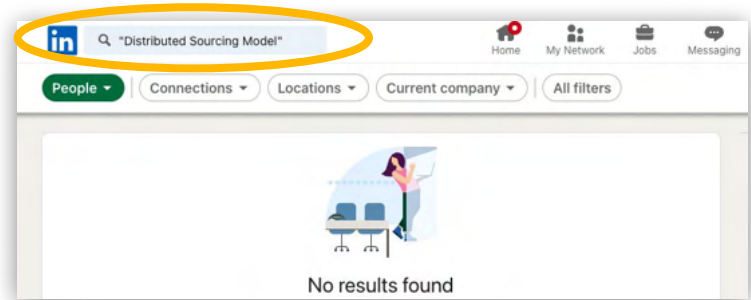 in "Distributed Sourcing Model"
Home My Network Jobs Messaging
People Connections Locations Current company All filters
No results found